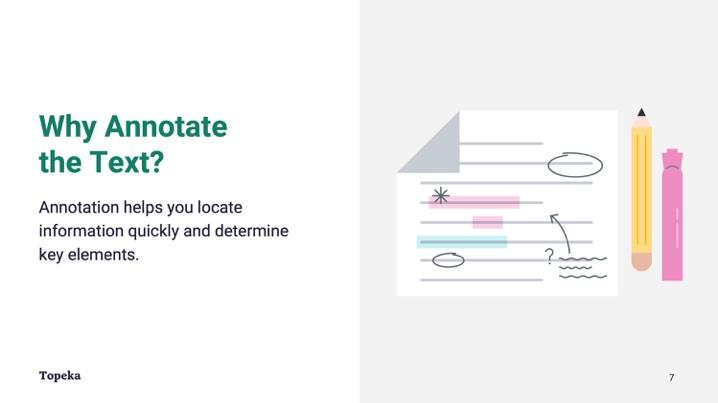 Why Annotate
the Text?
Annotation helps you locate
information quickly and determine
key elements.
?
Topeka
7